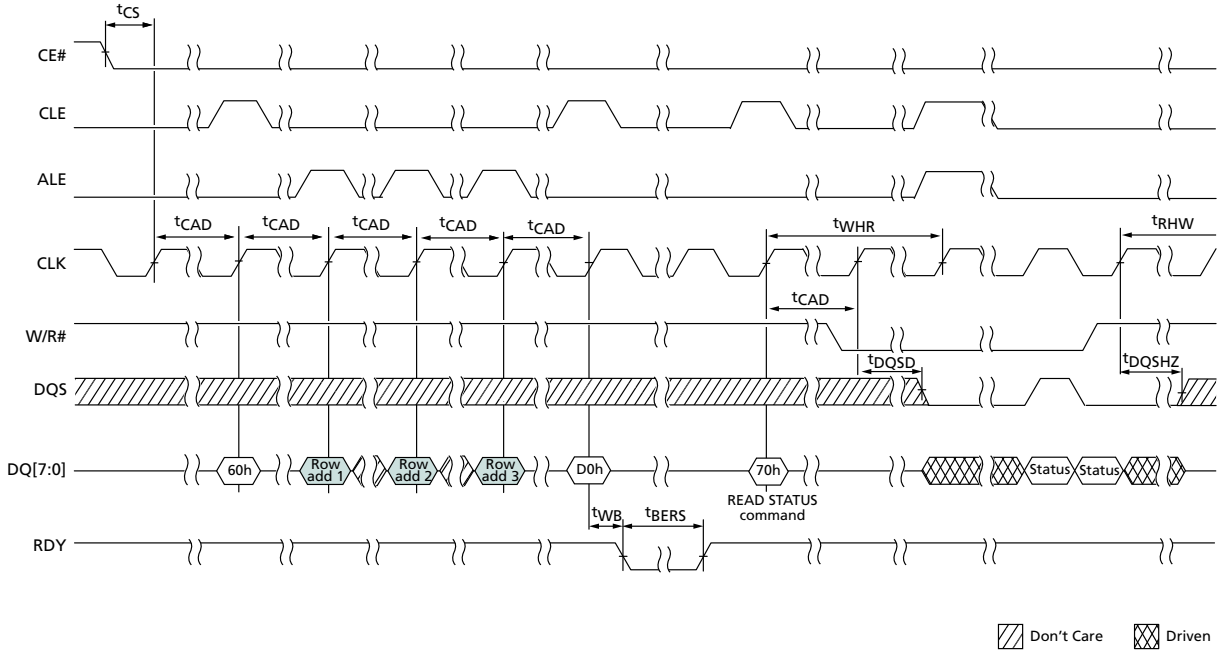 tCS
CE#
CLE
ALE
tCAD
tCAD
tCAD
tCAD
tCAD
tWHR
tRHW
CLK
tCAD
W/R#
tDQSD
tDQSHZ
DQS
DQ[7:0]
60h
Row
add 1
Row
add 2
Row
add 3
D0h
70h
Status
Status
READ STATUS
command
tWB
tBERS
RDY
Don't Care
Driven